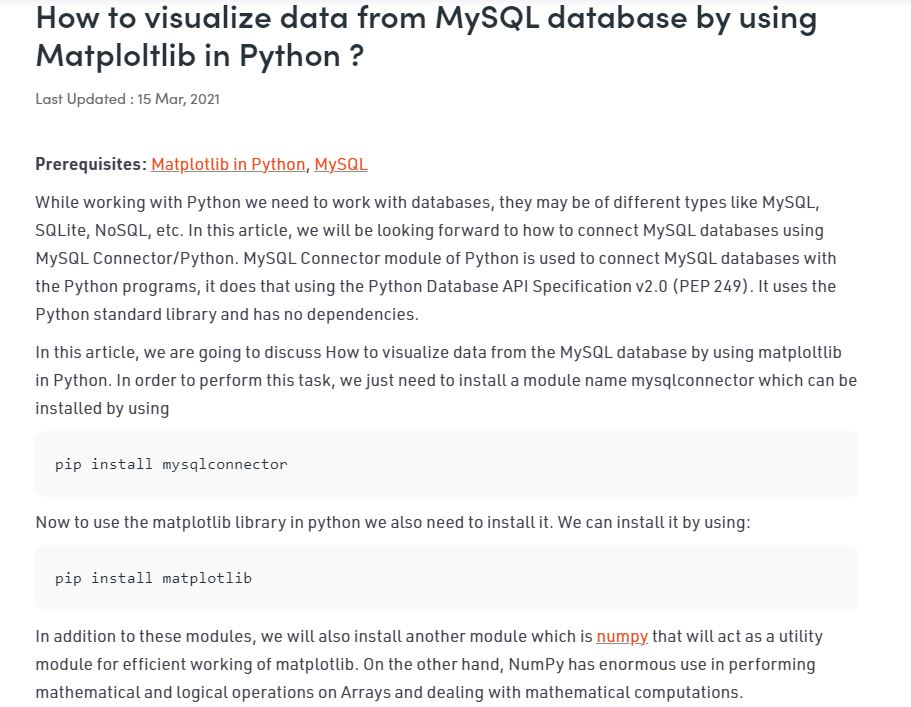 How to visualize data from MySQL database by using
Matploltlib in Python ?
Last Updated : 15 Mar, 2021
Prerequisites: Matplotlib in Python, MySQL
While working with Python we need to work with databases, they may be of different types like MySQL,
SQLite, NoSQL, etc. In this article, we will be looking forward to how to connect MySQL databases using
MySQL Connector/Python. MySQL Connector module of Python is used to connect MySQL databases with
the Python programs, it does that using the Python Database API Specification v2.0 (PEP 249). It uses the
Python standard library and has no dependencies.
In this article, we are going to discuss How to visualize data from the MySQL database by using matploltlib
in Python. In order to perform this task, we just need to install a module name mysqlconnector which can be
installed by using
pip install mysqlconnector
Now to use the matplotlib library in python we also need to install it. We can install it by using:
pip install matplotlib
In addition to these modules, we will also install another module which is numpy that will act as a utility
module for efficient working of matplotlib. On the other hand, NumPy has enormous use in performing
mathematical and logical operations on Arrays and dealing with mathematical computations.